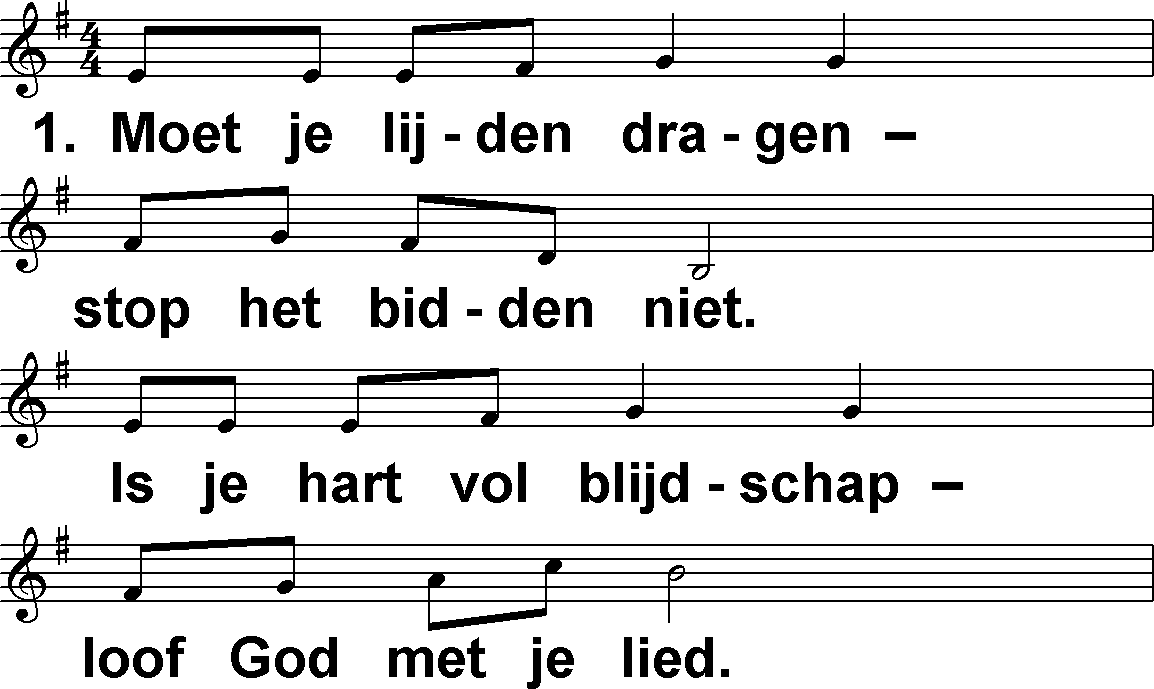 1. Moet je lij - den dra - gen –
stop het bid - den niet.
Is je hart vol blijd - schap –
loof God met je lied.